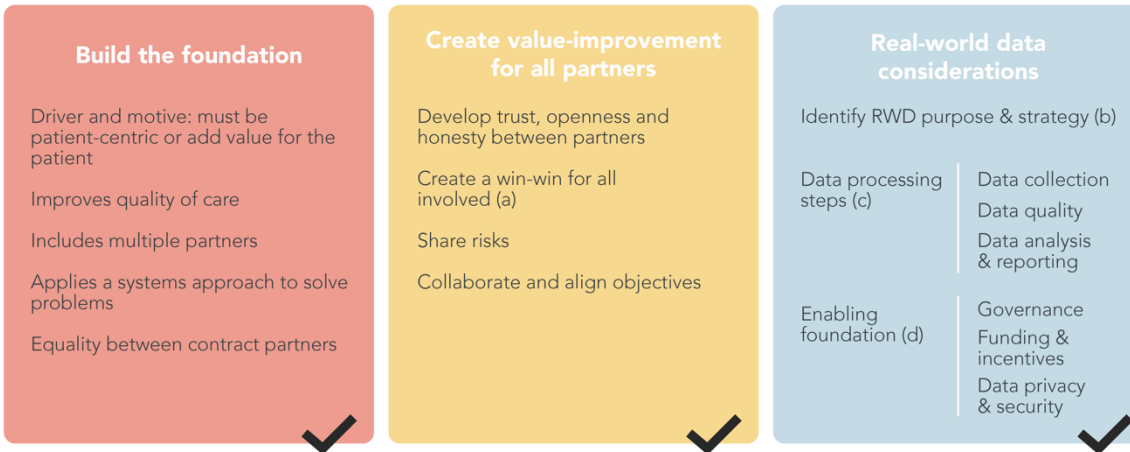 Build the foundation
Driver and motive: must be
patient-centric or add value for the
patient
Improves quality of care
Includes multiple partners
Applies a systems approach to solve
problems
Equality between contract partners
Create value-improvement
for all partners
Develop trust, openness and
honesty between partners
Create a win-win for all
involved (a)
Share risks
Collaborate and align objectives
Real-world data
considerations
Identify RWD purpose & strategy (b)
Data processing
steps (c)
Data collection
Data quality
Data analysis
& reporting
Enabling
foundation (d)
Governance
Funding &
incentives
Data privacy
& security